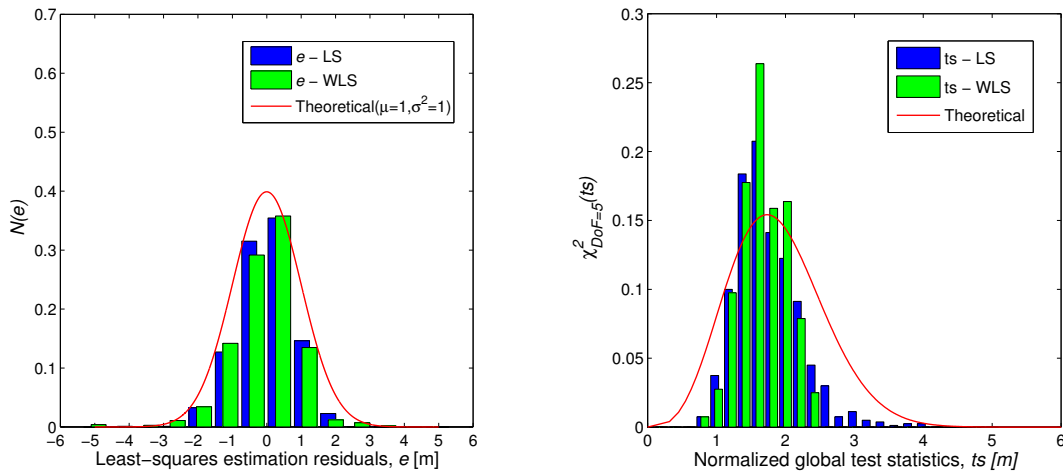 0.7
0.6
0.5
0.4
0.3
0.2
0.1
0
N(e)
e − LS
e − WLS
Theoretical(μ=1,σ²=1)
−6 −5 −4 −3 −2 −1 0 1 2 3 4 5 6
Least−squares estimation residuals, e [m]
0.3
0.25
0.2
0.15
0.1
0.05
0
χ²DoF=5(ts)
ts − LS
ts − WLS
Theoretical
0 1 2 3 4 5 6
Normalized global test statistics, ts [m]